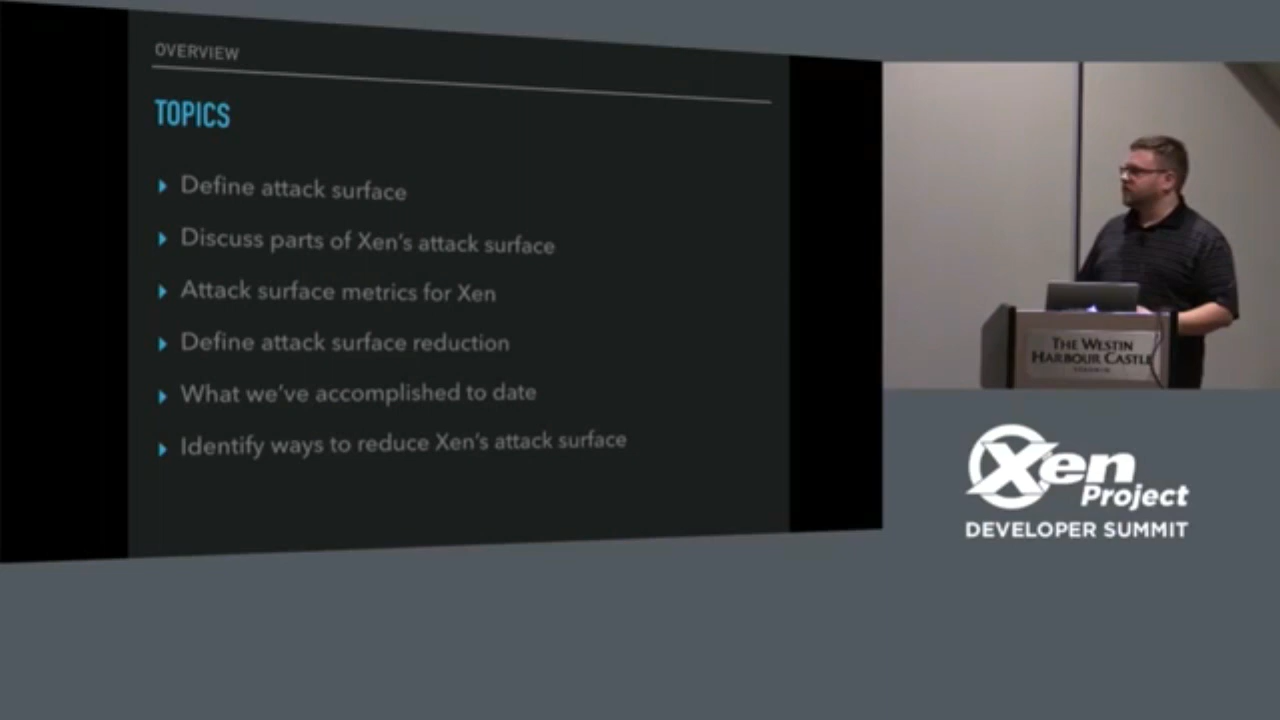 OVERVIEW
TOPICS
Define attack surface
Discuss parts of Xen's attack surface
Attack surface metrics for Xen
Define attack surface reduction
What we've accomplished to date
Identify ways to reduce Xen's attack surface
THE WESTIN
HARBOUR CASTLE
TORONTO
Xen
Project
DEVELOPER SUMMIT